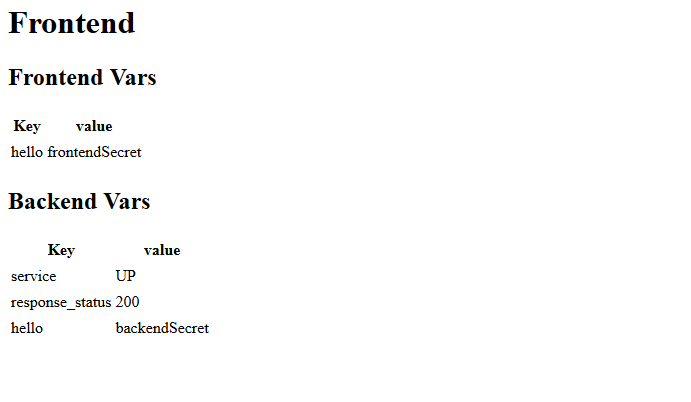 Frontend
Frontend Vars
Key value
hello frontendSecret
Backend Vars
Key value
service UP
response_status 200
hello backendSecret